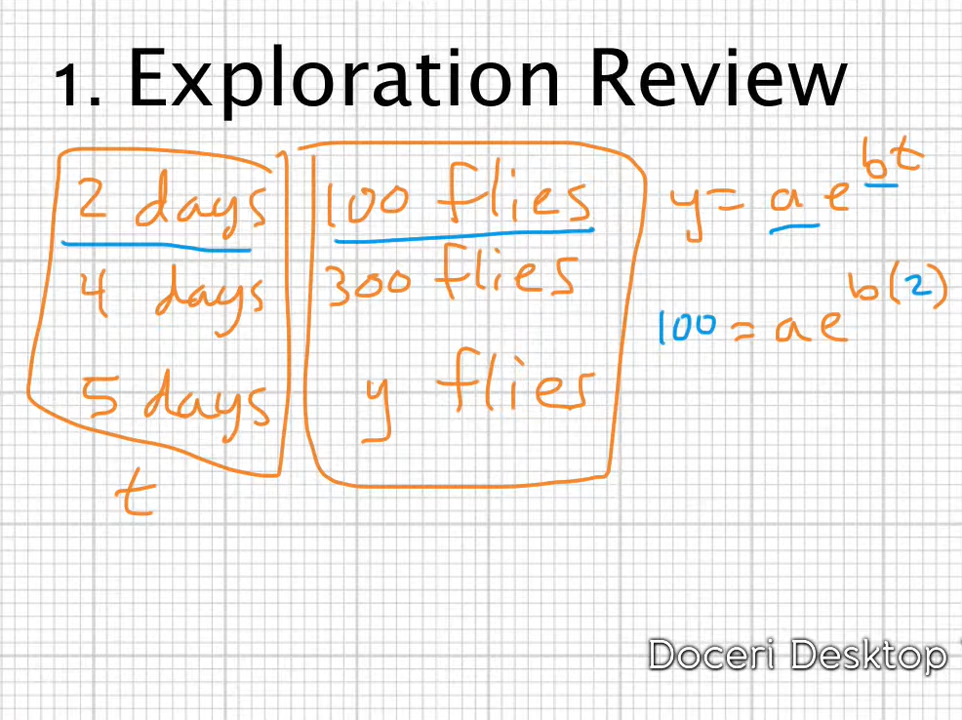 1. Exploration Review
2 days 100 flies y = ae^{bt}
4 days 300 flies
100 = ae^{b(2)}
5 days y flies
t
Doceri Desktop